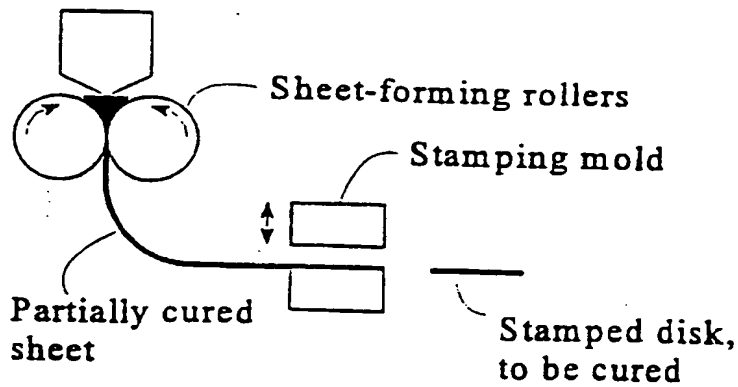 Sheet-forming rollers
Stamping mold
Partially cured
sheet
Stamped disk,
to be cured